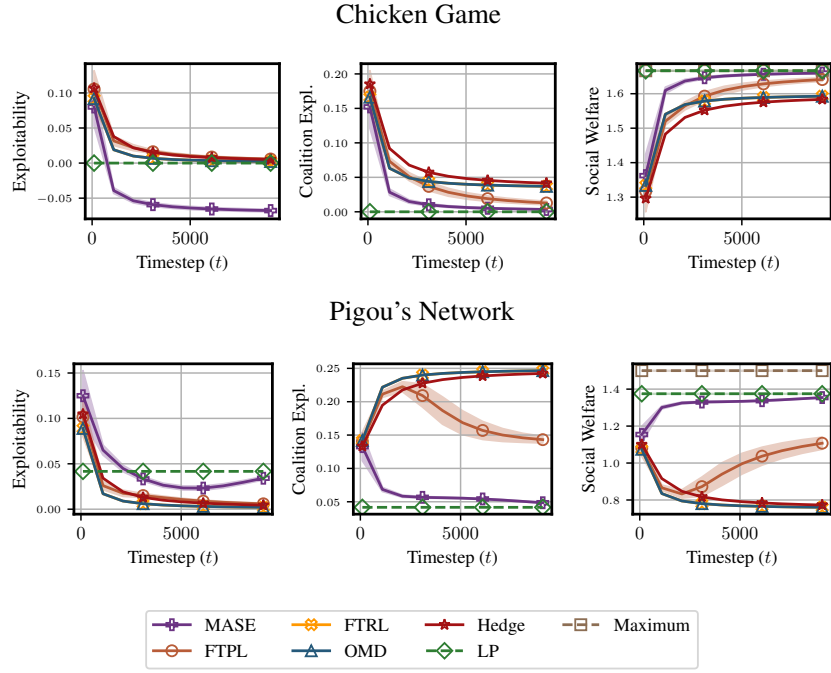 Chicken Game
Exploitability
0.10
0.05
0.00
−0.05
0
5000
Timestep (t)
Coalition Expl.
0.20
0.15
0.10
0.05
0.00
0
5000
Timestep (t)
Social Welfare
1.6
1.5
1.4
1.3
0
5000
Timestep (t)
Pigou's Network
Exploitability
0.15
0.10
0.05
0.00
0
5000
Timestep (t)
Coalition Expl.
0.25
0.20
0.15
0.10
0.05
0
5000
Timestep (t)
Social Welfare
1.4
1.2
1.0
0.8
0
5000
Timestep (t)
MASE FTRL Hedge Maximum
FTPL OMD LP